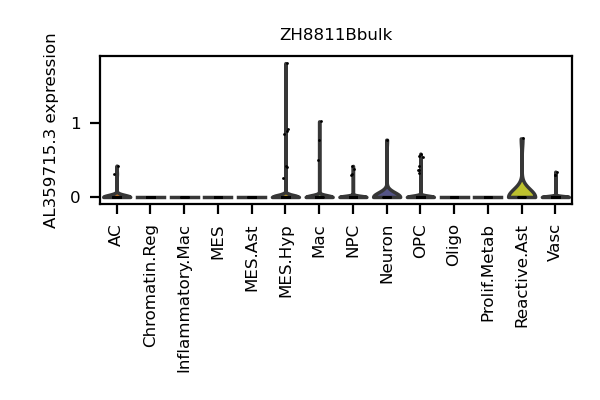 ZH8811Bbulk
AL359715.3 expression
1
0
AC
Chromatin.Reg
Inflammatory.Mac
MES
MES.Ast
MES.Hyp
Mac
NPC
Neuron
OPC
Oligo
Prolif.Metab
Reactive.Ast
Vasc